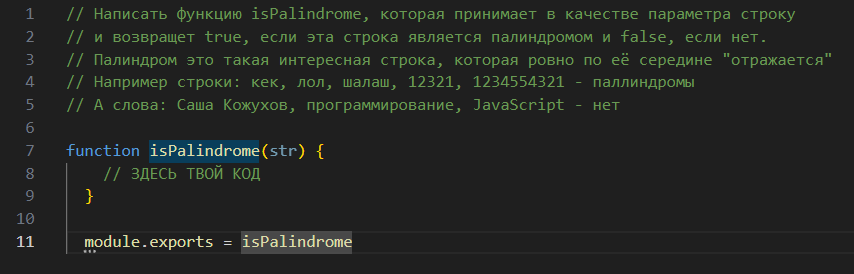 1 // Написать функцию isPalindrome, которая принимает в качестве параметра строку
2 // и возвращет true, если эта строка является палиндромом и false, если нет.
3 // Палиндром это такая интересная строка, которая ровно по её середине "отражается"
4 // Например строки: кек, лол, шалаш, 12321, 1234554321 - паллиндромы
5 // А слова: Саша Кожухов, программирование, JavaScript - нет
6
7 function isPalindrome(str) {
8 // ЗДЕСЬ ТВОЙ КОД
9 }
10
11 module.exports = isPalindrome